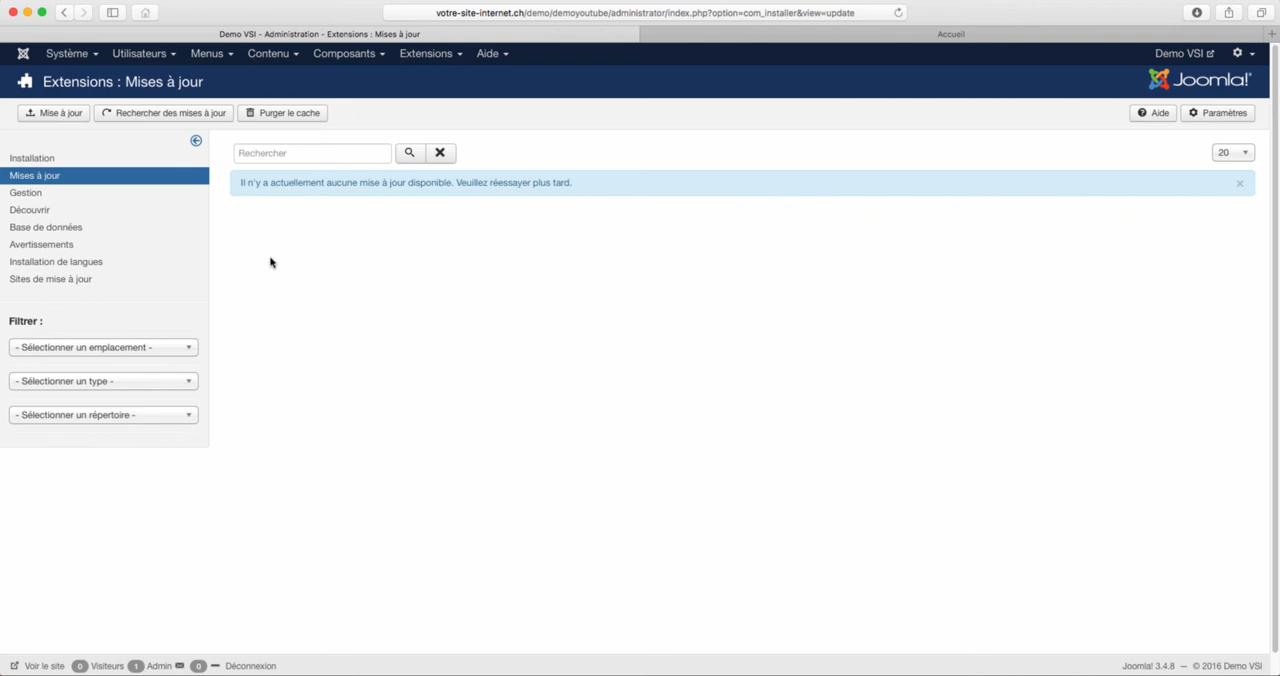 votre-site-internet.ch/demo/demoyoutube/administrator/index.php?option=com_installer&view=update
Demo VSI - Administration - Extensions : Mises à jour
Accueil
Système Utilisateurs Menus Contenu Composants Extensions Aide Demo VSI
Extensions : Mises à jour Joomla!®
Mise à jour Rechercher des mises à jour Purger le cache Aide Paramètres
Rechercher 20
Il n'y a actuellement aucune mise à jour disponible. Veuillez réessayer plus tard.
Installation
Mises à jour
Gestion
Découvrir
Base de données
Avertissements
Installation de langues
Sites de mise à jour
Filtrer :
- Sélectionner un emplacement -
- Sélectionner un type -
- Sélectionner un répertoire -
Voir le site 0 Visiteurs 1 Admin 0 Déconnexion Joomla! 3.4.8 — © 2016 Demo VSI